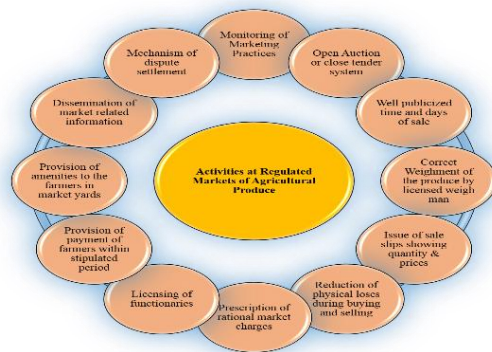 Monitoring of
Marketing
Practices
Open Auction
or close tender
system
Well publicized
time and days
of sale
Correct
Weighment of
the produce by
licensed weigh
man
Issue of sale
slips showing
quantity &
prices
Reduction of
physical loses
during buying
and selling
Prescription of
rational market
charges
Licensing of
functionaries
Provision of
payment of
farmers within
stipulated
period
Provision of
amenities to the
farmers in
market yards
Dissemination of
market related
information
Mechanism of
dispute
settlement
Activities at Regulated
Markets of Agricultural
Produce